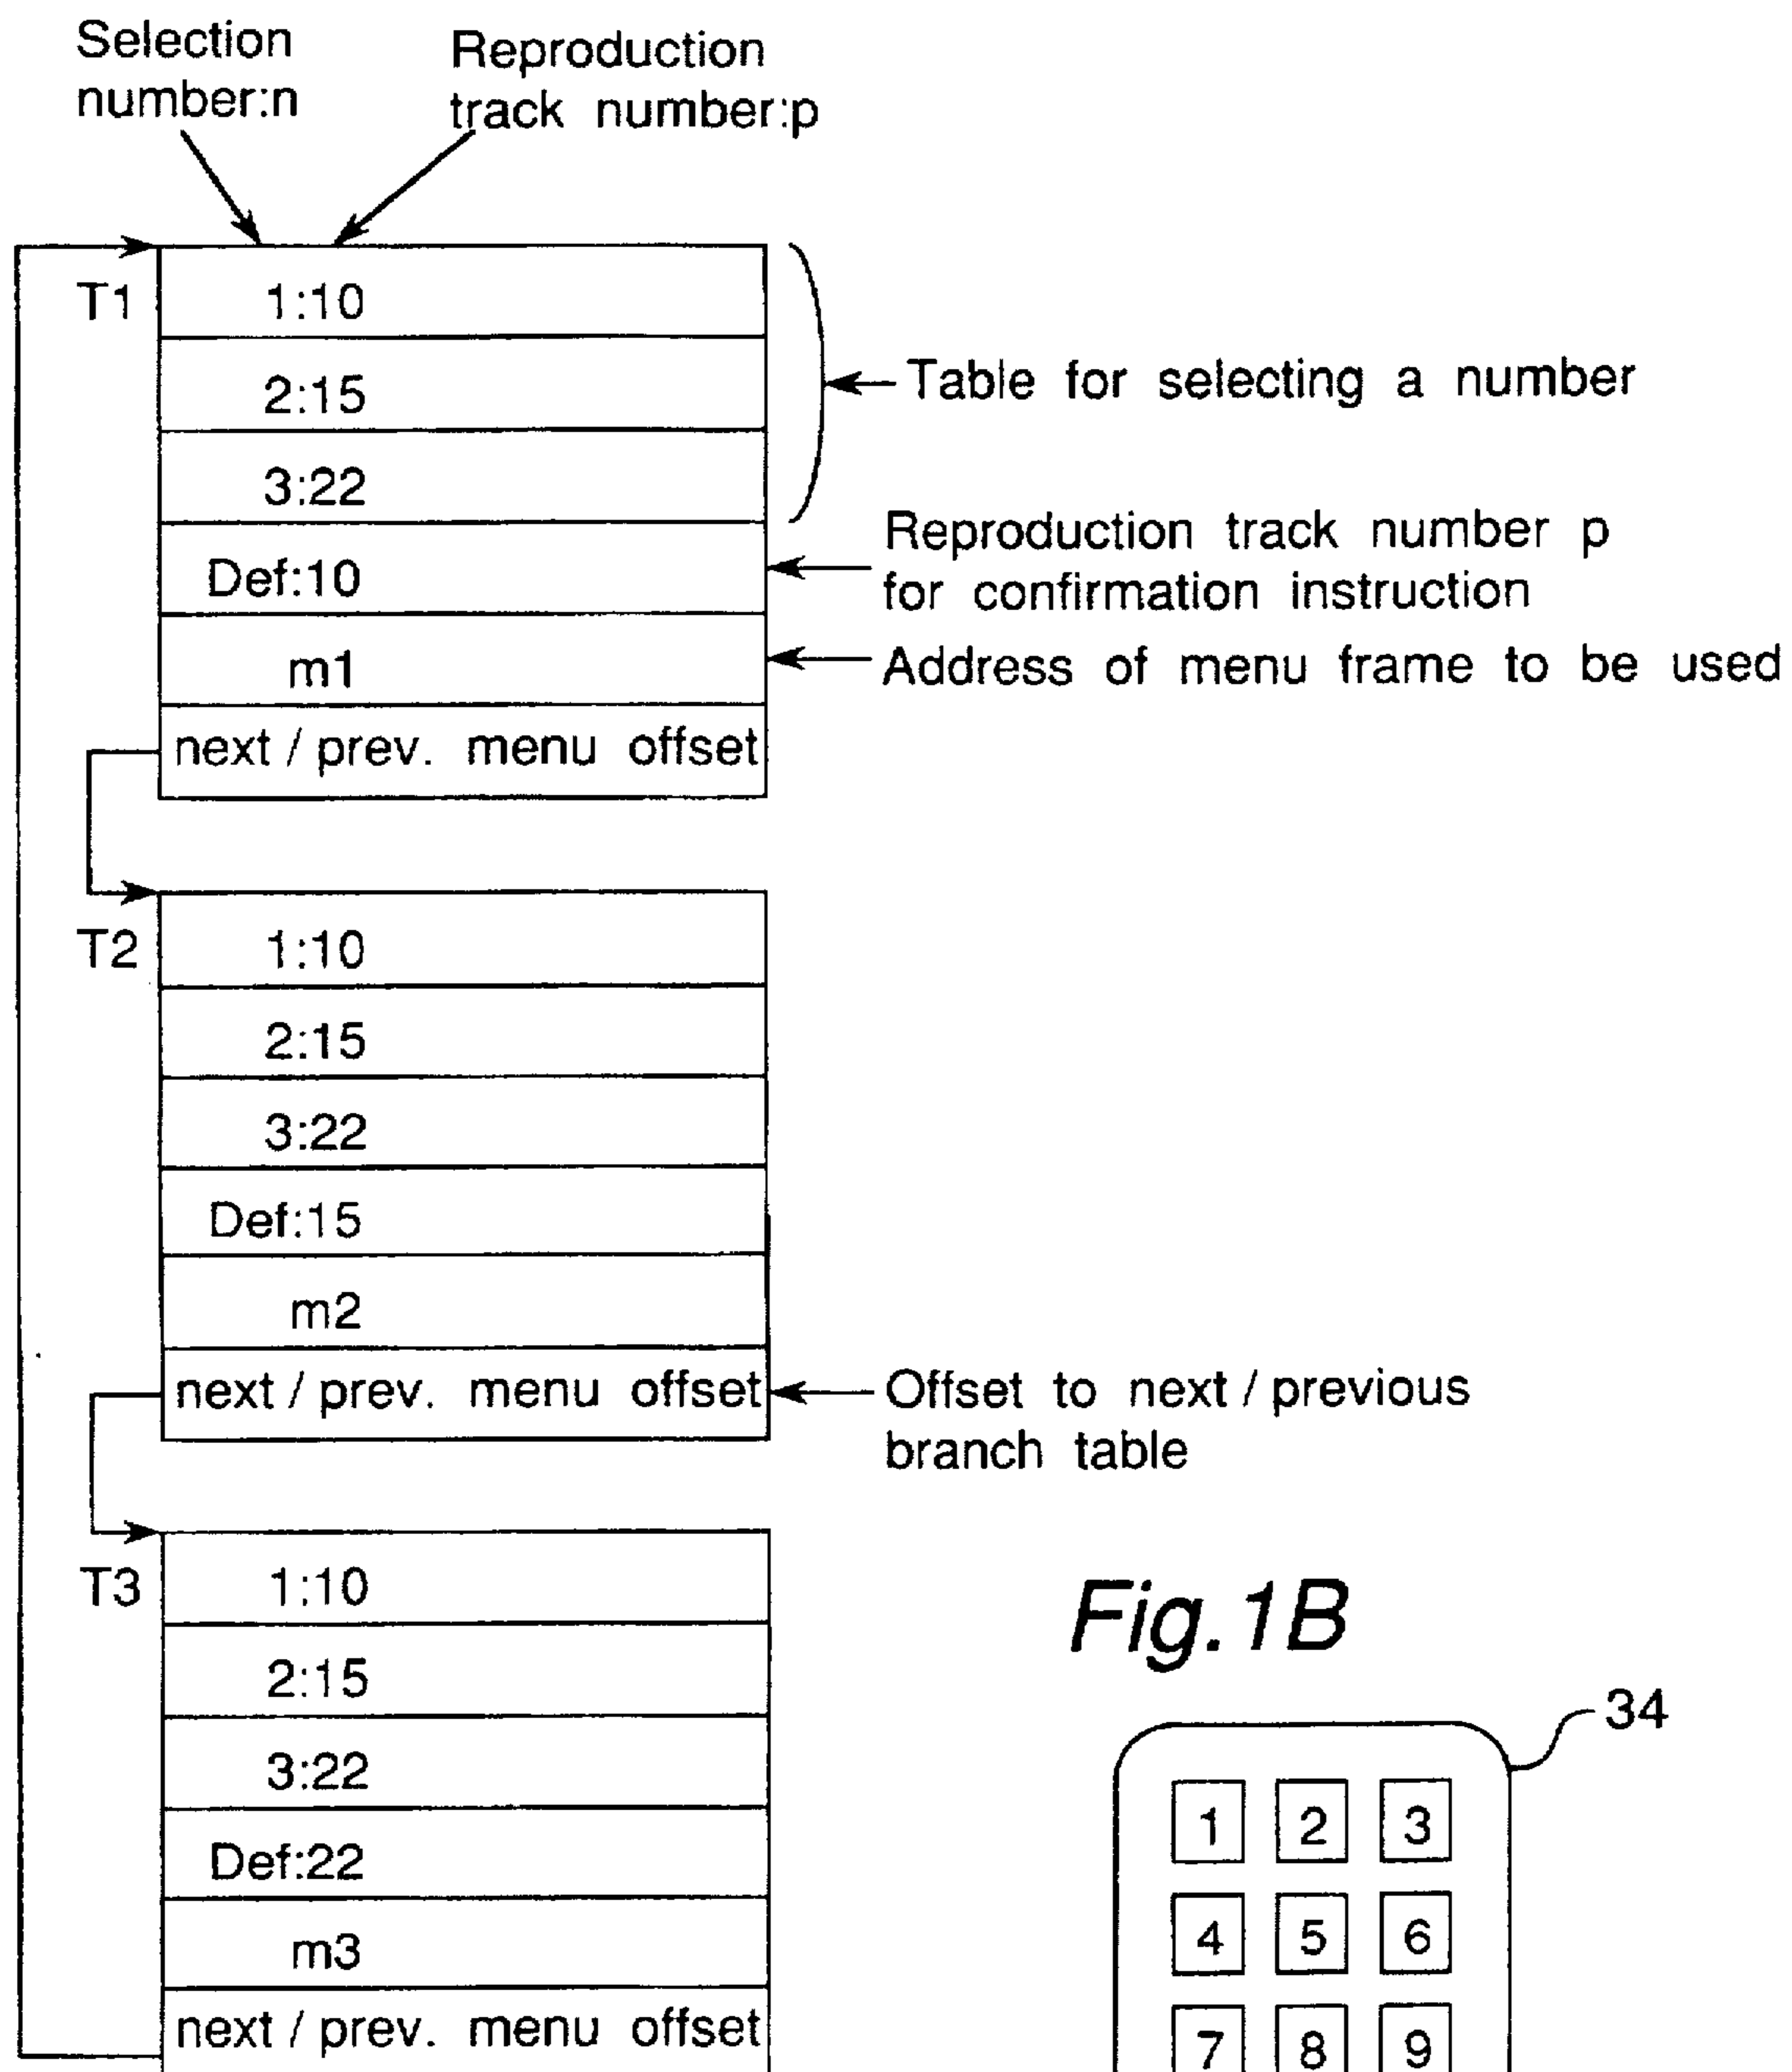 Selection
number:n
Reproduction
track number:p
T1
1:10
2:15
3:22
Def:10
m1
next / prev. menu offset
Table for selecting a number
Reproduction track number p
for confirmation instruction
Address of menu frame to be used
T2
1:10
2:15
3:22
Def:15
m2
next / prev. menu offset
Offset to next / previous
branch table
T3
1:10
2:15
3:22
Def:22
m3
next / prev. menu offset
Fig.1B
34
1 2 3
4 5 6
7 8 9